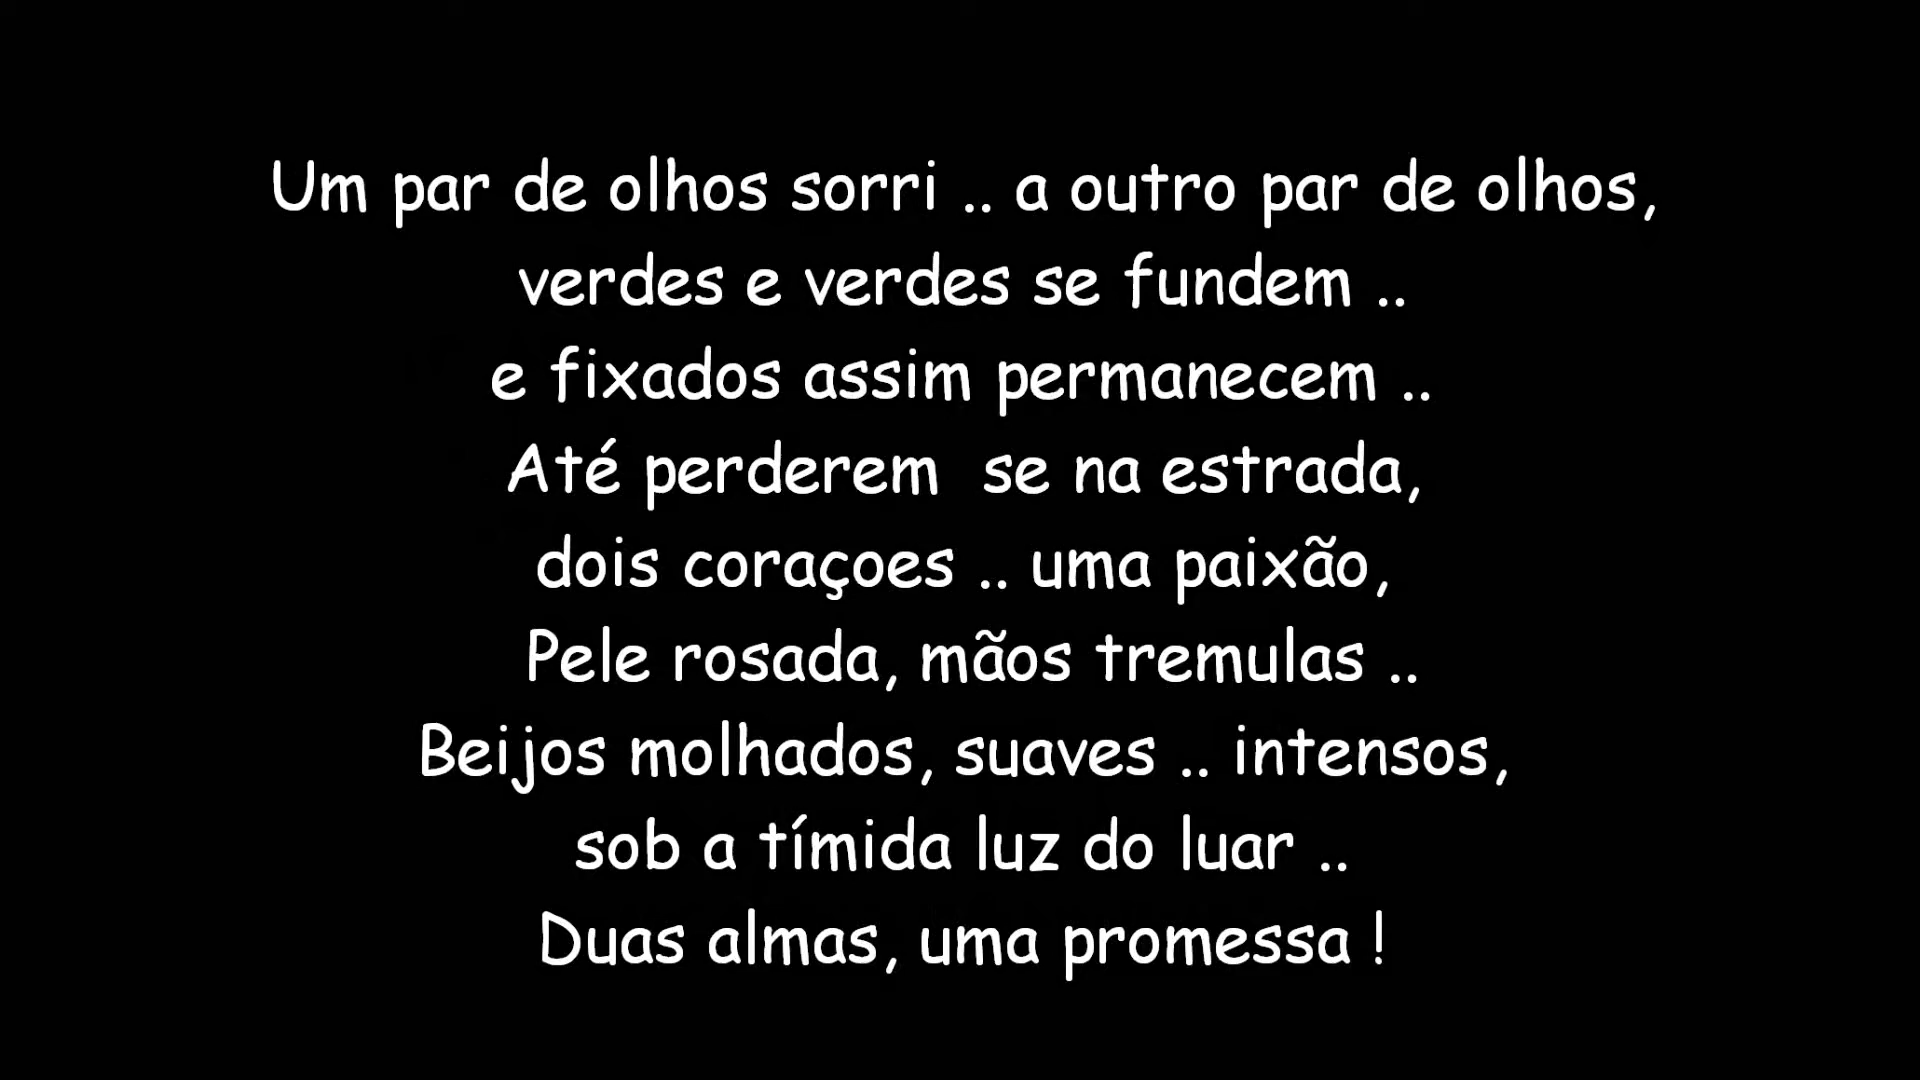 Um par de olhos sorri .. a outro par de olhos,
verdes e verdes se fundem ..
e fixados assim permanecem ..
Até perderem  se na estrada,
dois coraçoes .. uma paixão,
Pele rosada, mãos tremulas ..
Beijos molhados, suaves .. intensos,
sob a tímida luz do luar ..
Duas almas, uma promessa !